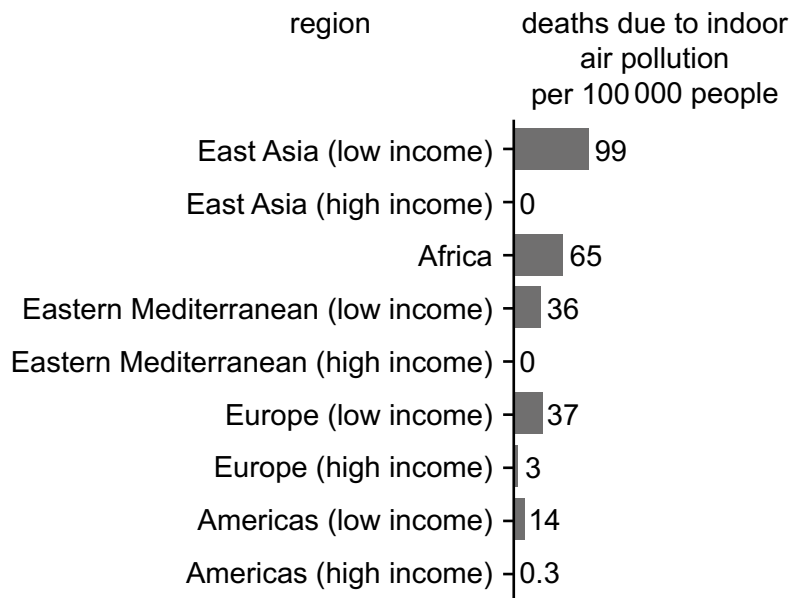 region
deaths due to indoor
air pollution
per 100 000 people
East Asia (low income) 99
East Asia (high income) 0
Africa 65
Eastern Mediterranean (low income) 36
Eastern Mediterranean (high income) 0
Europe (low income) 37
Europe (high income) 3
Americas (low income) 14
Americas (high income) 0.3